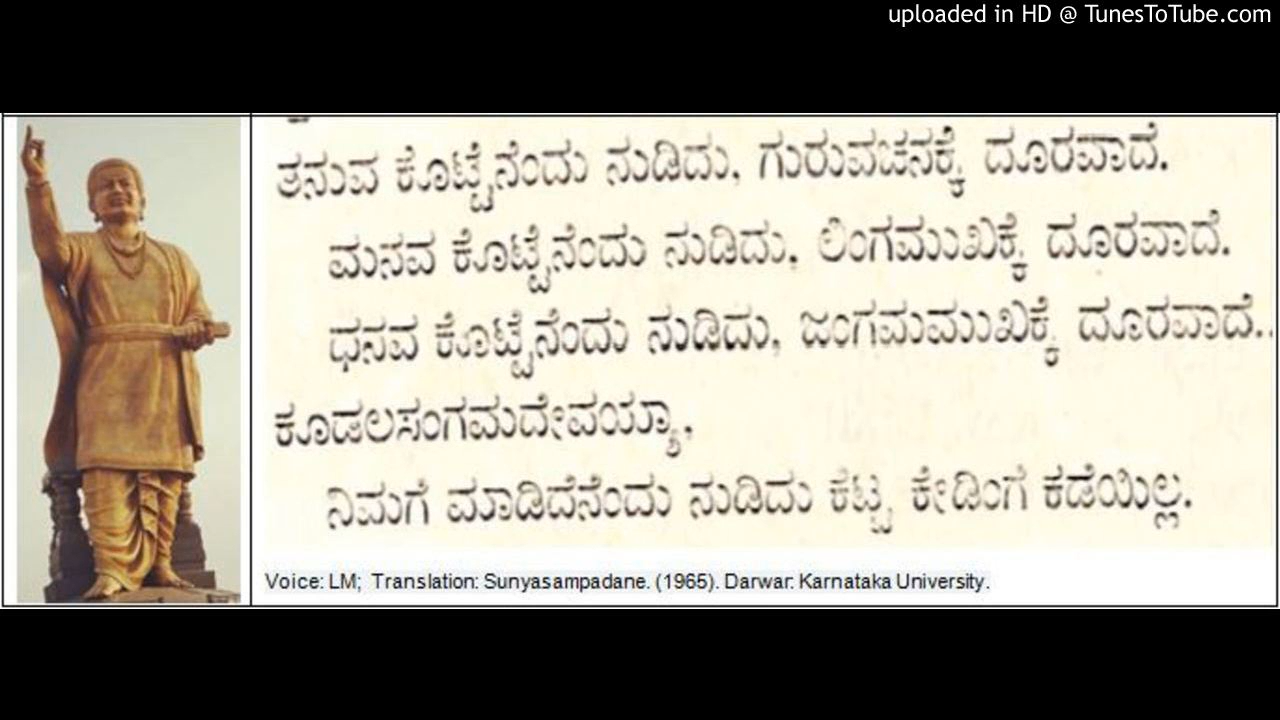 uploaded in HD @ TunesToTube.com
ತನುವ ಕೊಟ್ಟೆನೆಂದು ನುಡಿದು, ಗುರುವಚನಕ್ಕೆ ದೂರವಾದೆ.
ಮನವ ಕೊಟ್ಟೆನೆಂದು ನುಡಿದು, ಲಿಂಗಮುಖಕ್ಕೆ ದೂರವಾದೆ.
ಧನವ ಕೊಟ್ಟೆನೆಂದು ನುಡಿದು, ಜಂಗಮಮುಖಕ್ಕೆ ದೂರವಾದೆ..
ಕೂಡಲಸಂಗಮದೇವಯ್ಯಾ,
ನಿಮಗೆ ಮಾಡಿದೆನೆಂದು ನುಡಿದು ಕೆಟ್ಟ ಕೇಡಿಂಗೆ ಕಡೆಯಿಲ್ಲ.
Voice: LM; Translation: Sunyasampadane. (1965). Darwar: Karnataka University.